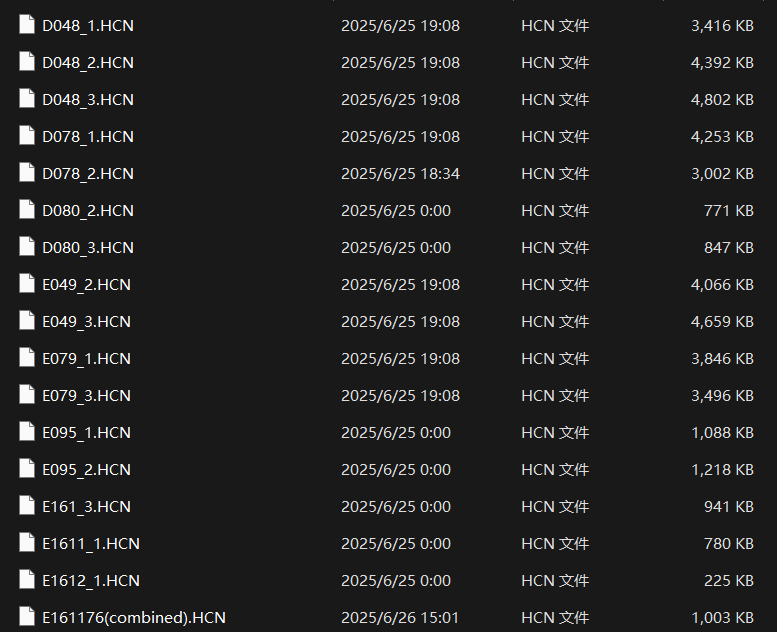 D048_1.HCN 2025/6/25 19:08 HCN 文件 3,416 KB
D048_2.HCN 2025/6/25 19:08 HCN 文件 4,392 KB
D048_3.HCN 2025/6/25 19:08 HCN 文件 4,802 KB
D078_1.HCN 2025/6/25 19:08 HCN 文件 4,253 KB
D078_2.HCN 2025/6/25 18:34 HCN 文件 3,002 KB
D080_2.HCN 2025/6/25 0:00 HCN 文件 771 KB
D080_3.HCN 2025/6/25 0:00 HCN 文件 847 KB
E049_2.HCN 2025/6/25 19:08 HCN 文件 4,066 KB
E049_3.HCN 2025/6/25 19:08 HCN 文件 4,659 KB
E079_1.HCN 2025/6/25 19:08 HCN 文件 3,846 KB
E079_3.HCN 2025/6/25 19:08 HCN 文件 3,496 KB
E095_1.HCN 2025/6/25 0:00 HCN 文件 1,088 KB
E095_2.HCN 2025/6/25 0:00 HCN 文件 1,218 KB
E161_3.HCN 2025/6/25 0:00 HCN 文件 941 KB
E1611_1.HCN 2025/6/25 0:00 HCN 文件 780 KB
E1612_1.HCN 2025/6/25 0:00 HCN 文件 225 KB
E161176(combined).HCN 2025/6/26 15:01 HCN 文件 1,003 KB